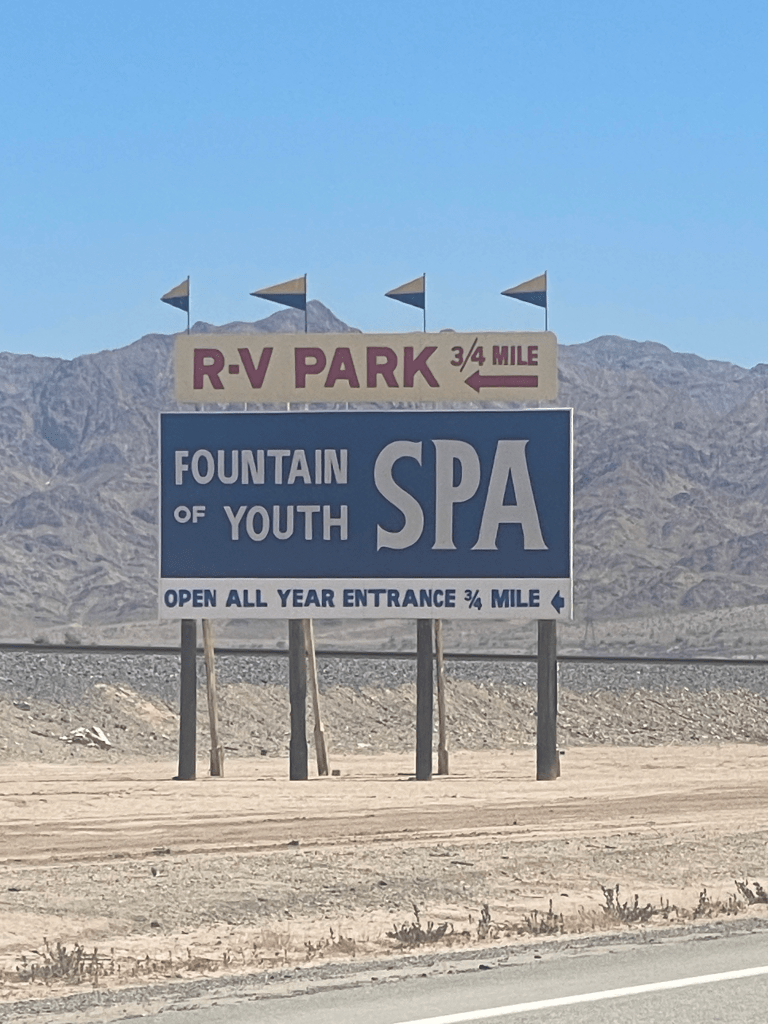 R-V PARK 3/4 MILE
FOUNTAIN
OF YOUTH SPA
OPEN ALL YEAR ENTRANCE 3/4 MILE